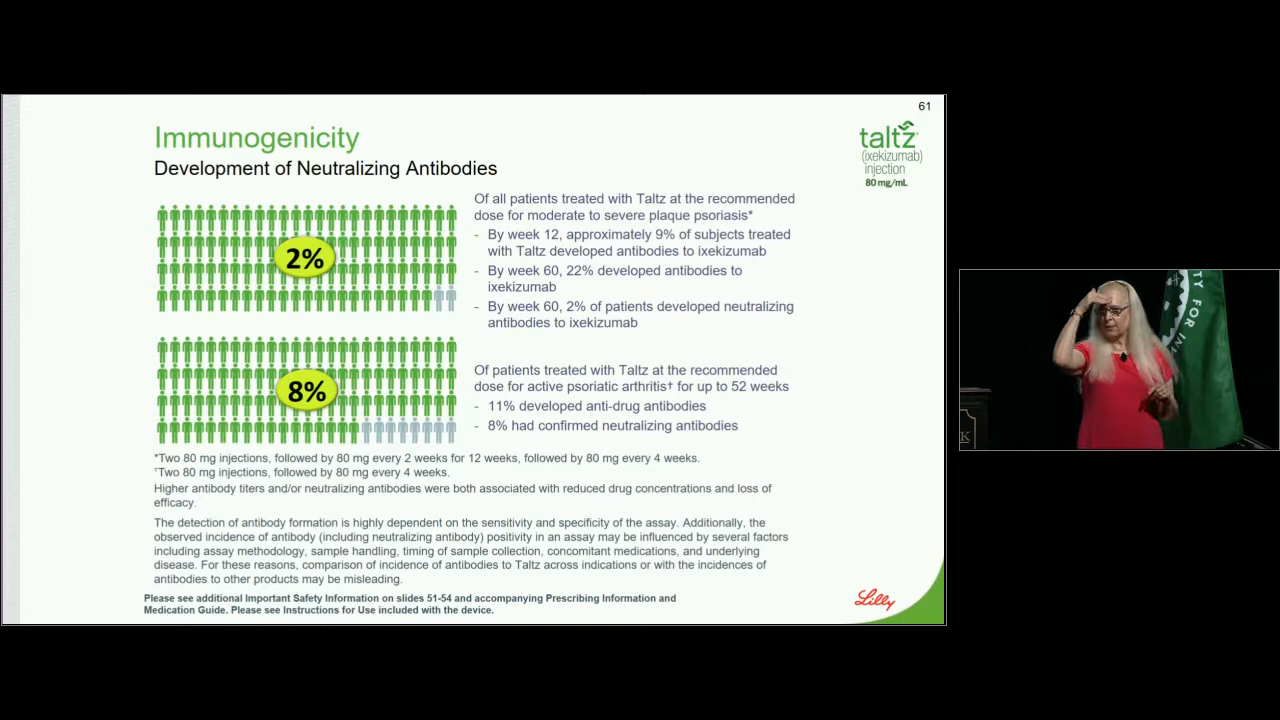 61
Immunogenicity
Development of Neutralizing Antibodies
taltz
(ixekizumab)
injection
80 mg/mL
2%
Of all patients treated with Taltz at the recommended
dose for moderate to severe plaque psoriasis*
- By week 12, approximately 9% of subjects treated
with Taltz developed antibodies to ixekizumab
- By week 60, 22% developed antibodies to
ixekizumab
- By week 60, 2% of patients developed neutralizing
antibodies to ixekizumab
8%
Of patients treated with Taltz at the recommended
dose for active psoriatic arthritis† for up to 52 weeks
- 11% developed anti-drug antibodies
- 8% had confirmed neutralizing antibodies
*Two 80 mg injections, followed by 80 mg every 2 weeks for 12 weeks, followed by 80 mg every 4 weeks.
†Two 80 mg injections, followed by 80 mg every 4 weeks.
Higher antibody titers and/or neutralizing antibodies were both associated with reduced drug concentrations and loss of
efficacy.
The detection of antibody formation is highly dependent on the sensitivity and specificity of the assay. Additionally, the
observed incidence of antibody (including neutralizing antibody) positivity in an assay may be influenced by several factors
including assay methodology, sample handling, timing of sample collection, concomitant medications, and underlying
disease. For these reasons, comparison of incidence of antibodies to Taltz across indications or with the incidences of
antibodies to other products may be misleading.
Please see additional Important Safety Information on slides 51-54 and accompanying Prescribing Information and
Medication Guide. Please see Instructions for Use included with the device.
Lilly
TY FOR IN
K